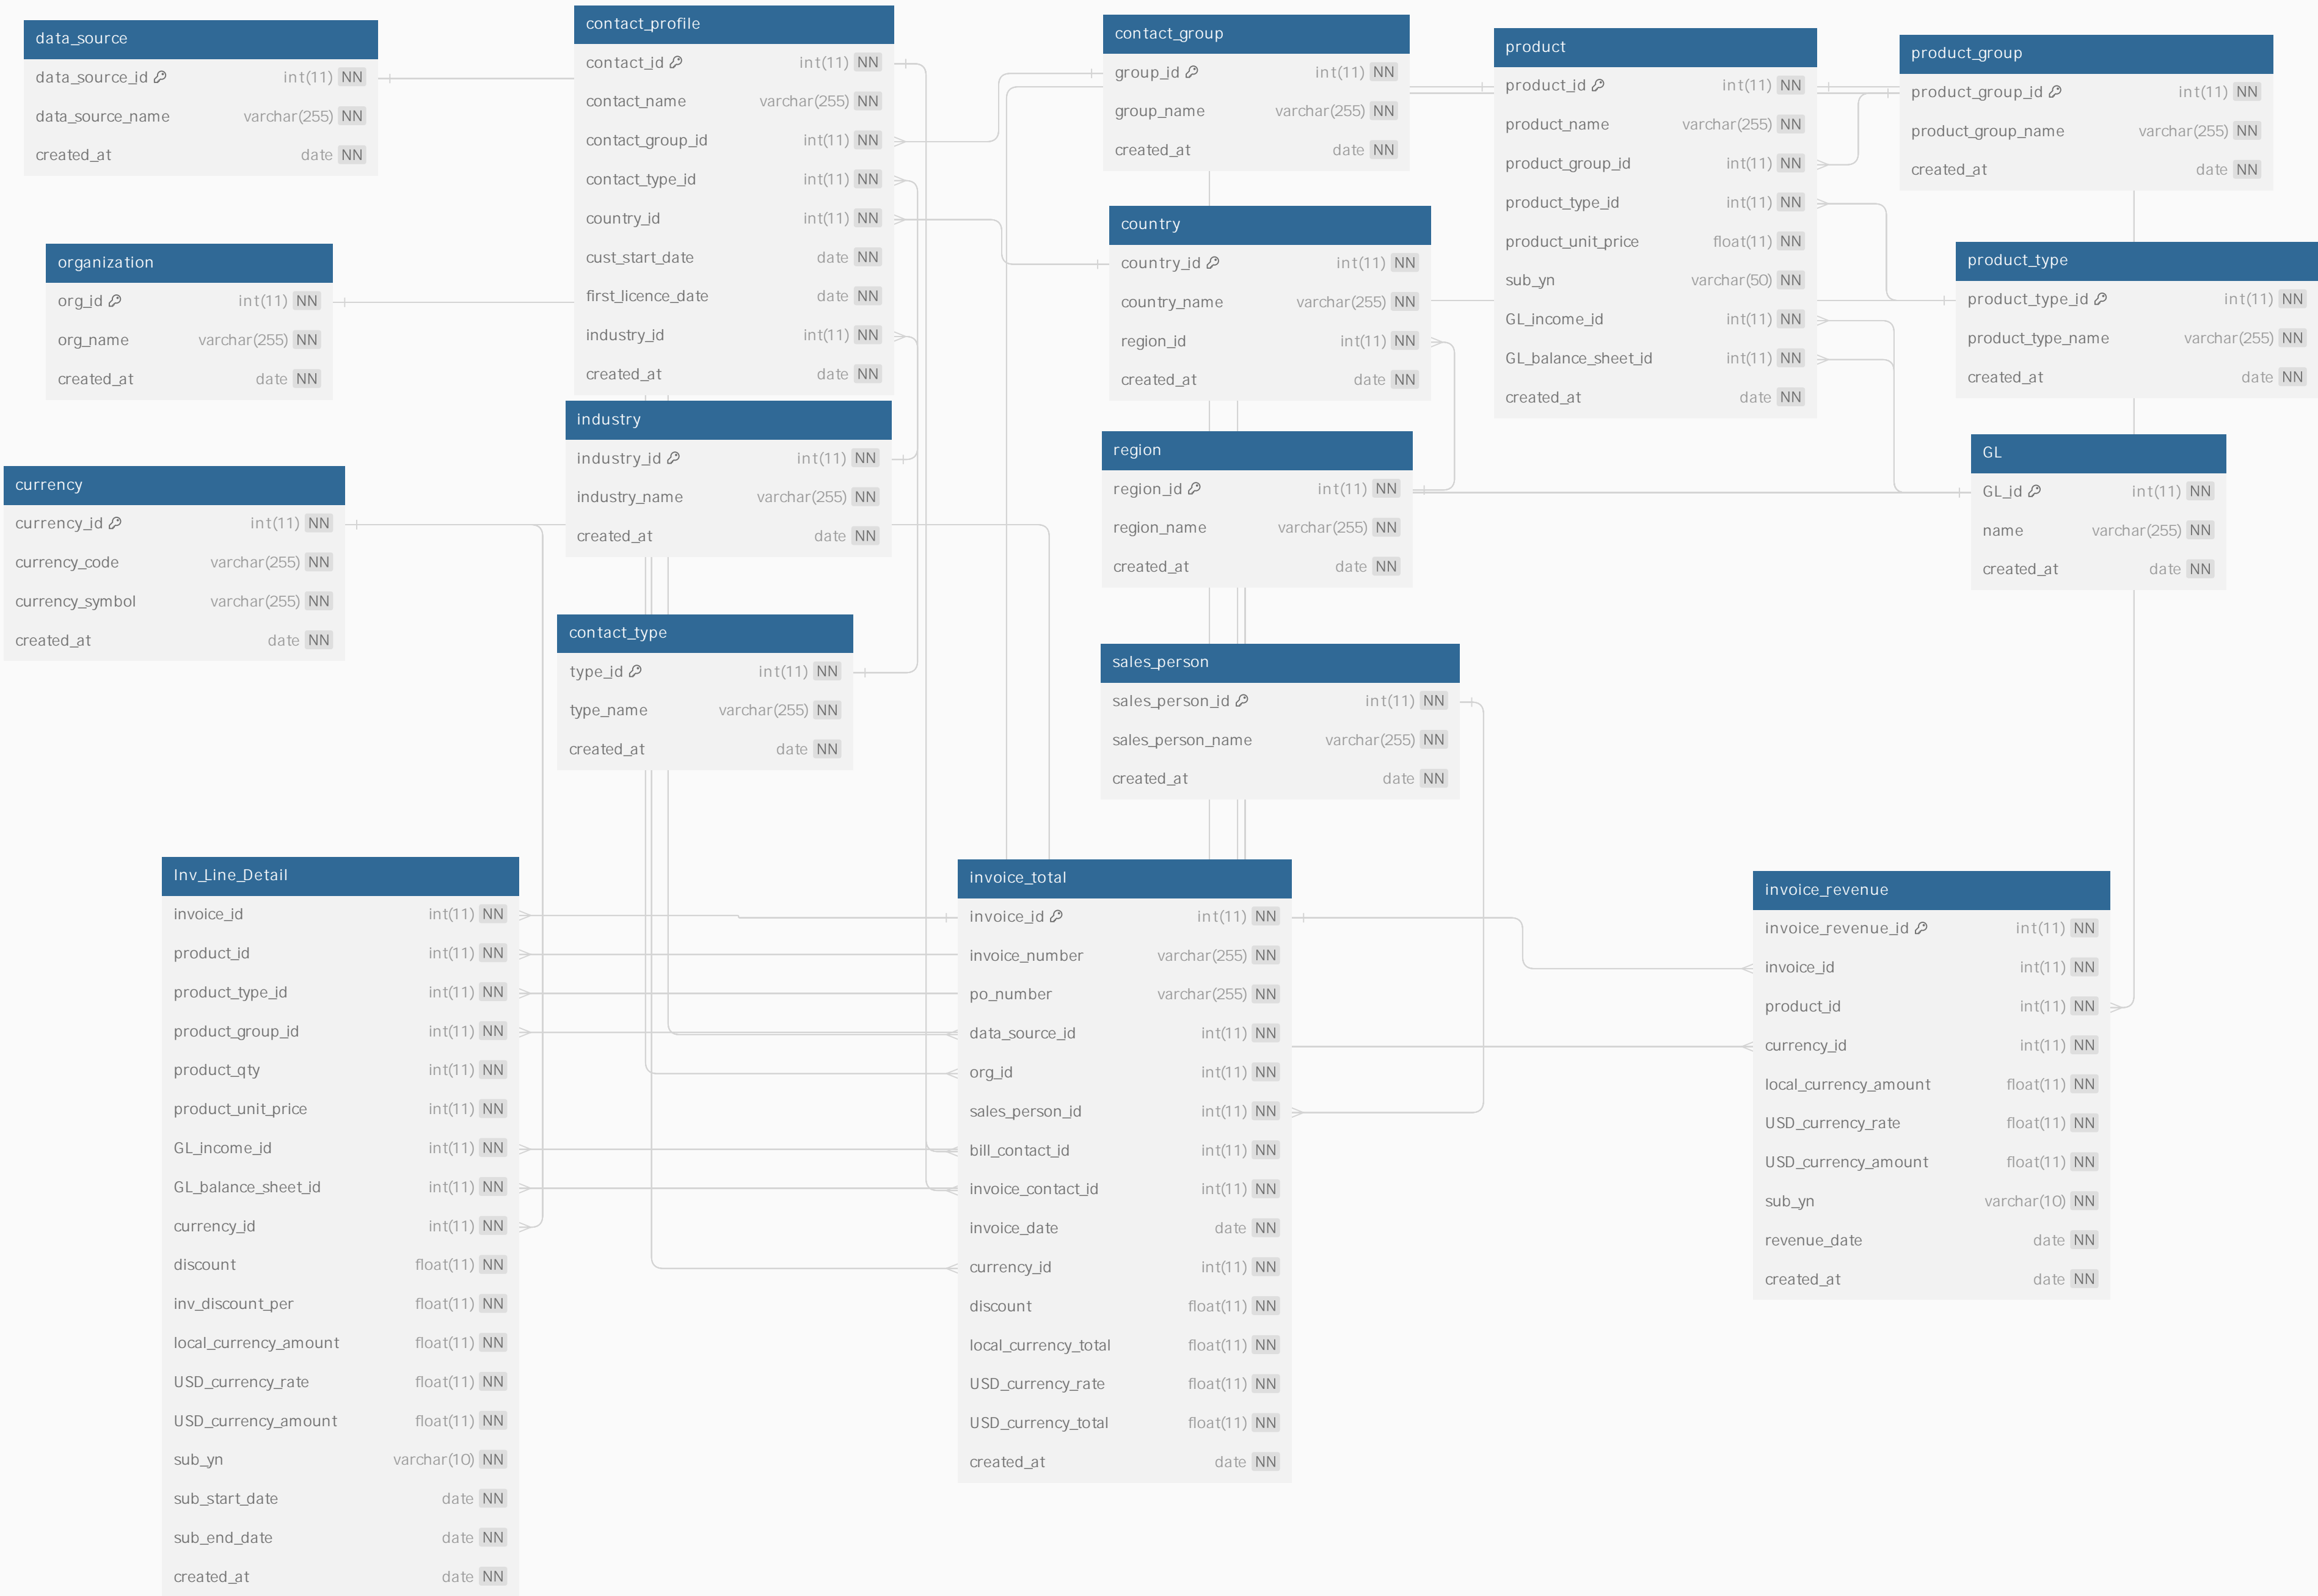 data_source
data_source_id int(11) NN
data_source_name varchar(255) NN
created_at date NN
contact_profile
contact_id int(11) NN
contact_name varchar(255) NN
contact_group_id int(11) NN
contact_type_id int(11) NN
country_id int(11) NN
cust_start_date date NN
first_licence_date date NN
industry_id int(11) NN
created_at date NN
contact_group
group_id int(11) NN
group_name varchar(255) NN
created_at date NN
product
product_id int(11) NN
product_name varchar(255) NN
product_group_id int(11) NN
product_type_id int(11) NN
product_unit_price float(11) NN
sub_yn varchar(50) NN
GL_income_id int(11) NN
GL_balance_sheet_id int(11) NN
created_at date NN
product_group
product_group_id int(11) NN
product_group_name varchar(255) NN
created_at date NN
organization
org_id int(11) NN
org_name varchar(255) NN
created_at date NN
country
country_id int(11) NN
country_name varchar(255) NN
region_id int(11) NN
created_at date NN
product_type
product_type_id int(11) NN
product_type_name varchar(255) NN
created_at date NN
currency
currency_id int(11) NN
currency_code varchar(255) NN
currency_symbol varchar(255) NN
created_at date NN
industry
industry_id int(11) NN
industry_name varchar(255) NN
created_at date NN
region
region_id int(11) NN
region_name varchar(255) NN
created_at date NN
GL
GL_id int(11) NN
name varchar(255) NN
created_at date NN
contact_type
type_id int(11) NN
type_name varchar(255) NN
created_at date NN
sales_person
sales_person_id int(11) NN
sales_person_name varchar(255) NN
created_at date NN
Inv_Line_Detail
invoice_id int(11) NN
product_id int(11) NN
product_type_id int(11) NN
product_group_id int(11) NN
product_qty int(11) NN
product_unit_price int(11) NN
GL_income_id int(11) NN
GL_balance_sheet_id int(11) NN
currency_id int(11) NN
discount float(11) NN
inv_discount_per float(11) NN
local_currency_amount float(11) NN
USD_currency_rate float(11) NN
USD_currency_amount float(11) NN
sub_yn varchar(10) NN
sub_start_date date NN
sub_end_date date NN
created_at date NN
invoice_total
invoice_id int(11) NN
invoice_number varchar(255) NN
po_number varchar(255) NN
data_source_id int(11) NN
org_id int(11) NN
sales_person_id int(11) NN
bill_contact_id int(11) NN
invoice_contact_id int(11) NN
invoice_date date NN
currency_id int(11) NN
discount float(11) NN
local_currency_total float(11) NN
USD_currency_rate float(11) NN
USD_currency_total float(11) NN
created_at date NN
invoice_revenue
invoice_revenue_id int(11) NN
invoice_id int(11) NN
product_id int(11) NN
currency_id int(11) NN
local_currency_amount float(11) NN
USD_currency_rate float(11) NN
USD_currency_amount float(11) NN
sub_yn varchar(10) NN
revenue_date date NN
created_at date NN